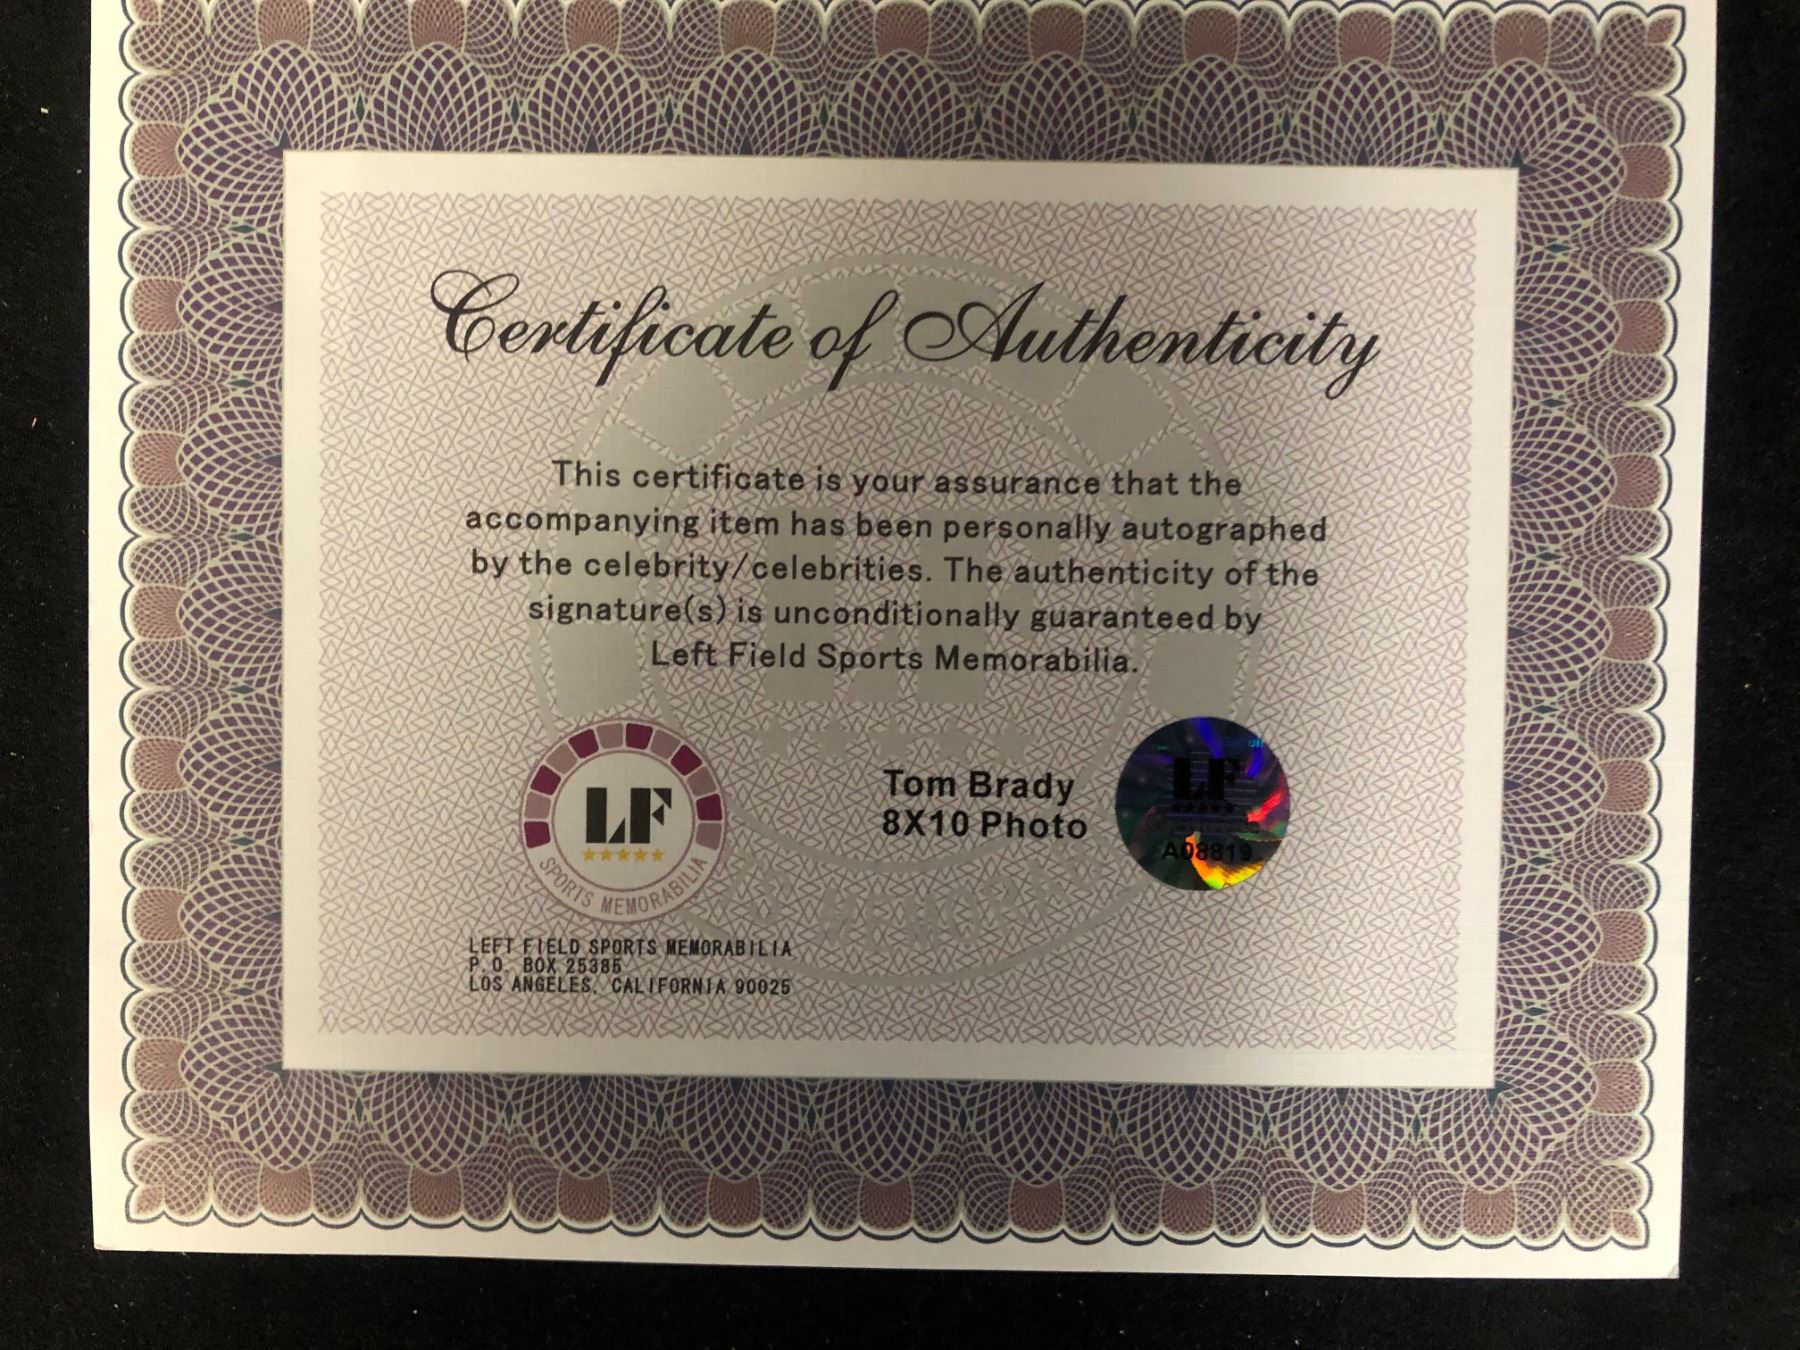 Certificate of Authenticity
This certificate is your assurance that the
accompanying item has been personally autographed
by the celebrity/celebrities. The authenticity of the
signature(s) is unconditionally guaranteed by
Left Field Sports Memorabilia.
LF
SPORTS MEMORABILIA
Tom Brady
8X10 Photo
LF
A08819
LEFT FIELD SPORTS MEMORABILIA
P.O. BOX 25385
LOS ANGELES, CALIFORNIA 90025